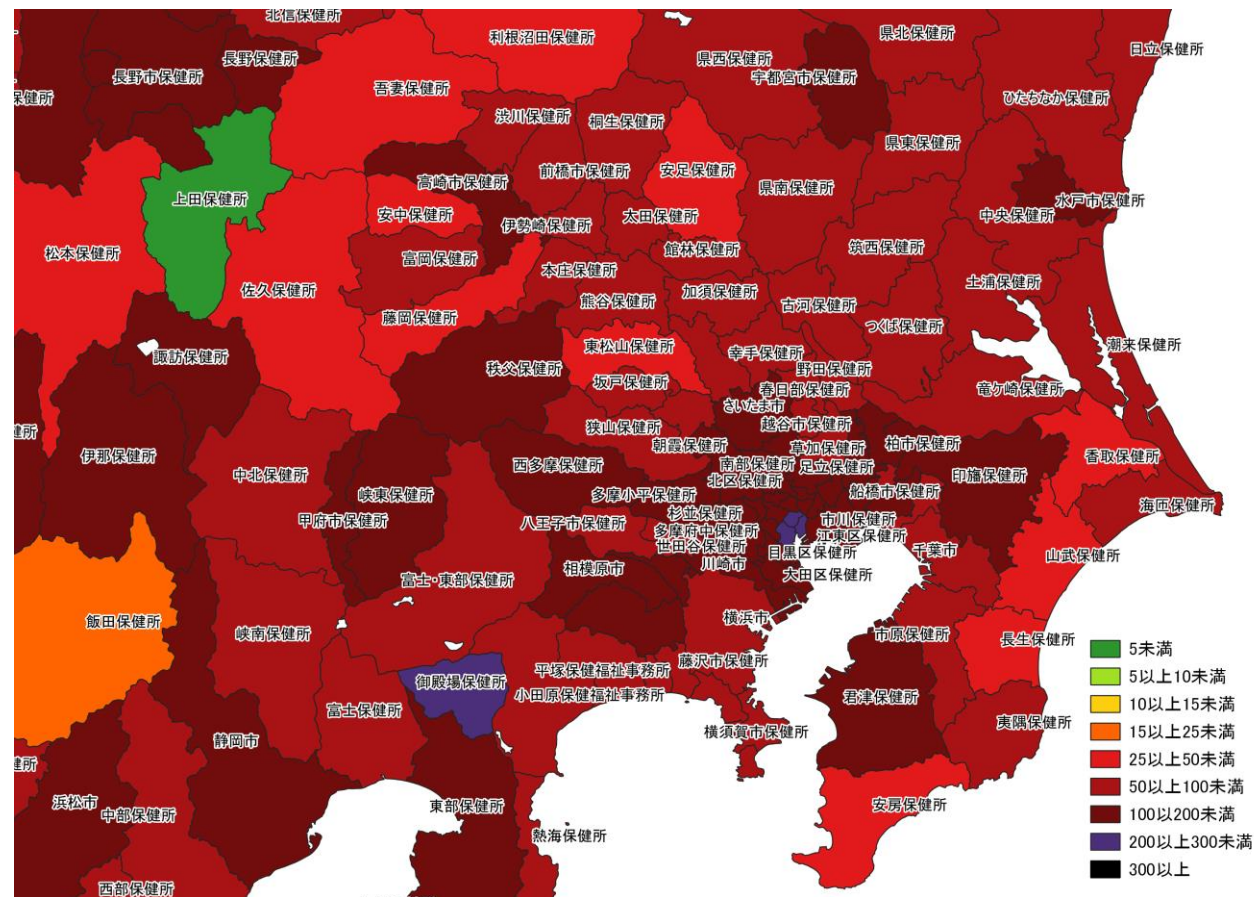 北信保健所
利根沼田保健所
県北保健所
日立保健所
長野保健所
県西保健所
長野市保健所
宇都宮市保健所
吾妻保健所
保健所
ひたちなか保健所
渋川保健所
桐生保健所
県東保健所
前橋市保健所
安足保健所
高崎市保健所
県南保健所
上田保健所
水戸市保健所
安中保健所
伊勢崎保健所
太田保健所
中央保健所
松本保健所
富岡保健所
館林保健所
筑西保健所
本庄保健所
土浦保健所
佐久保健所
熊谷保健所
加須保健所
古河保健所
藤岡保健所
つくば保健所
東松山保健所
幸手保健所
潮来保健所
諏訪保健所
秩父保健所
野田保健所
坂戸保健所
春日部保健所
竜ケ崎保健所
さいたま市
狭山保健所
越谷市保健所
健所
朝霞保健所
草加保健所
柏市保健所
伊那保健所
香取保健所
西多摩保健所
南部保健所
足立保健所
中北保健所
北区保健所
印旛保健所
峡東保健所
多摩小平保健所
船橋市保健所
海匝保健所
杉並保健所
甲府市保健所
八王子市保健所
市川保健所
多摩府中保健所
江東区保健所
世田谷保健所
目黒区保健所
千葉市
山武保健所
川崎市
相模原市
大田区保健所
富士・東部保健所
飯田保健所
横浜市
峡南保健所
市原保健所
長生保健所
5未満
藤沢市保健所
平塚保健福祉事務所
5以上10未満
御殿場保健所
小田原保健福祉事務所
君津保健所
10以上15未満
富士保健所
夷隅保健所
横須賀市保健所
15以上25未満
静岡市
25以上50未満
健所
浜松市
50以上100未満
中部保健所
東部保健所
安房保健所
100以200未満
熱海保健所
200以上300未満
300以上
西部保健所